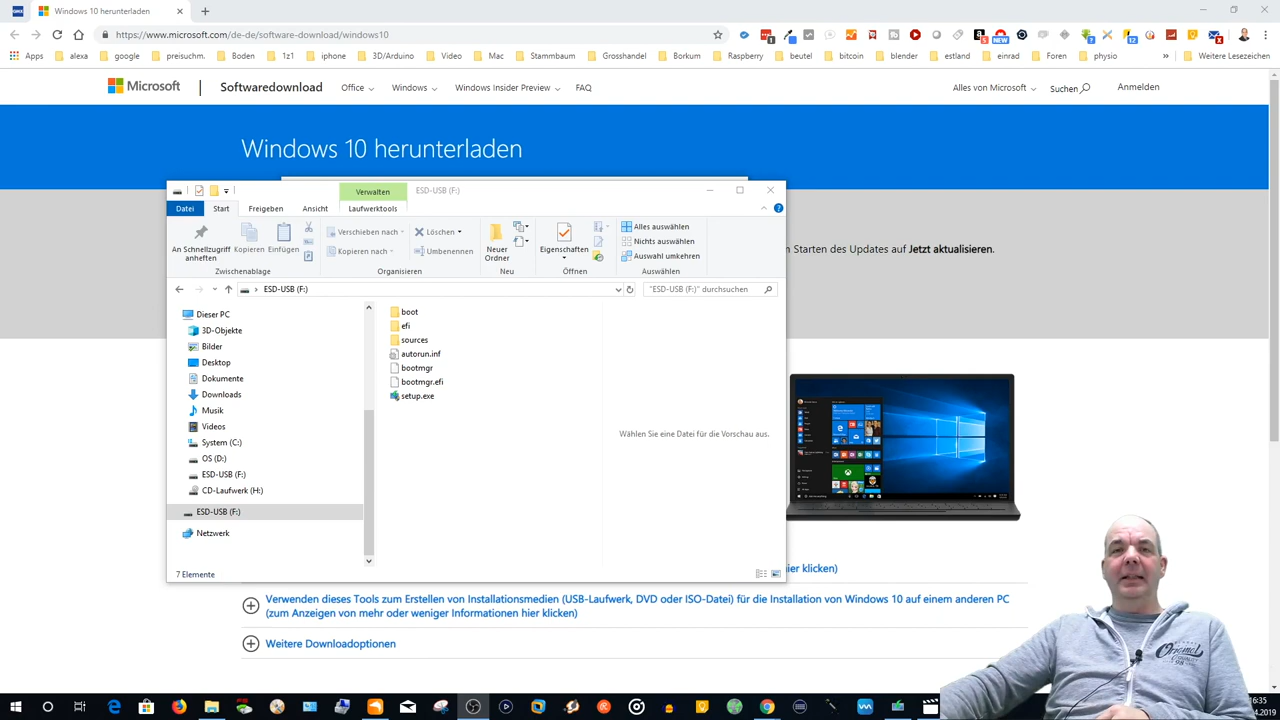 GMX Windows 10 herunterladen
https://www.microsoft.com/de-de/software-download/windows10
Apps alexa google preisuchm. Boden 1z1 iphone 3D/Arduino Video Mac Stammbaum Grosshandel Borkum Raspberry beutel bitcoin blender estland einrad Foren physio » Weitere Lesezeichen
Microsoft Softwaredownload Office Windows Windows Insider Preview FAQ Alles von Microsoft Suchen Anmelden
Windows 10 herunterladen
Verwalten ESD-USB (F:)
Datei Start Freigeben Ansicht Laufwerktools
An Schnellzugriff anheften
Kopieren
Einfügen
Zwischenablage
Verschieben nach
Kopieren nach
Löschen
Umbenennen
Organisieren
Neuer Ordner
Neu
Eigenschaften
Öffnen
Alles auswählen
Nichts auswählen
Auswahl umkehren
Auswählen
m Starten des Updates auf Jetzt aktualisieren.
ESD-USB (F:) "ESD-USB (F:)" durchsuchen
Dieser PC
3D-Objekte
Bilder
Desktop
Dokumente
Downloads
Musik
Videos
System (C:)
OS (D:)
ESD-USB (F:)
CD-Laufwerk (H:)
ESD-USB (F:)
Netzwerk
boot
efi
sources
autorun.inf
bootmgr
bootmgr.efi
setup.exe
Wählen Sie eine Datei für die Vorschau aus.
7 Elemente
hier klicken)
Verwenden dieses Tools zum Erstellen von Installationsmedien (USB-Laufwerk, DVD oder ISO-Datei) für die Installation von Windows 10 auf einem anderen PC
(zum Anzeigen von mehr oder weniger Informationen hier klicken)
Weitere Downloadoptionen
Original
16:35
.4.2019